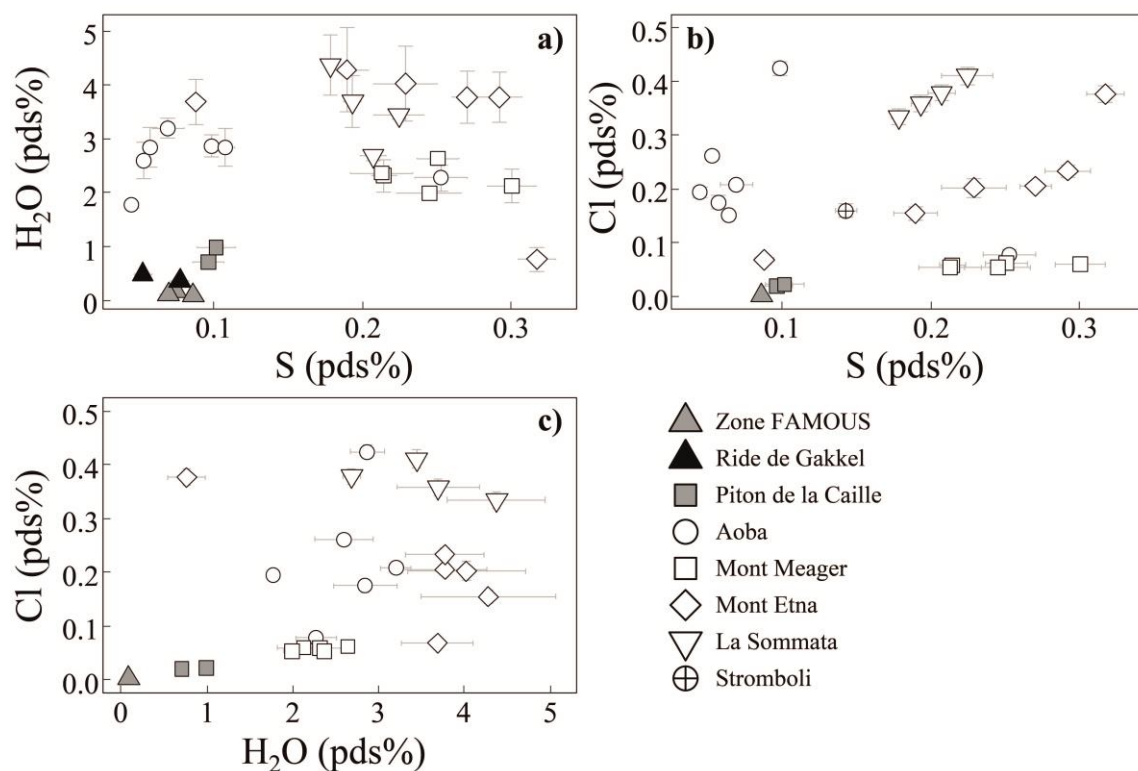 a)
H₂O (pds%)
5
4
3
2
1
0
0.1
0.2
0.3
S (pds%)
b)
Cl (pds%)
0.5
0.4
0.3
0.2
0.1
0.0
0.1
0.2
0.3
S (pds%)
c)
Cl (pds%)
0.5
0.4
0.3
0.2
0.1
0.0
0
1
2
3
4
5
H₂O (pds%)
Zone FAMOUS
Ride de Gakkel
Piton de la Caille
Aoba
Mont Meager
Mont Etna
La Sommata
Stromboli